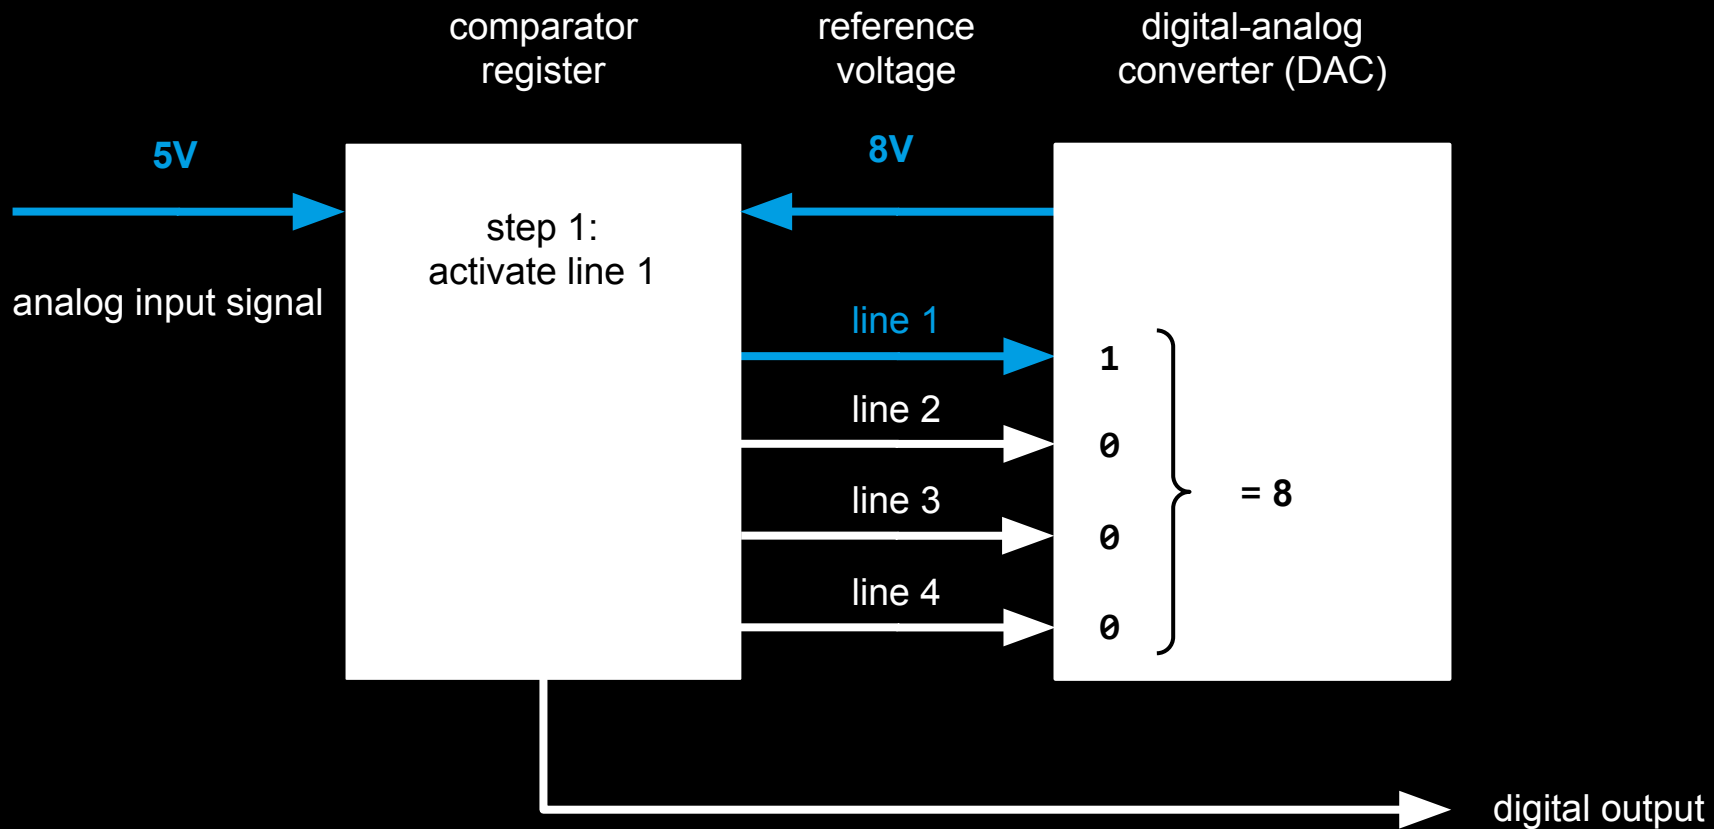 comparator
register
reference
voltage
digital-analog
converter (DAC)
5V
8V
step 1:
activate line 1
analog input signal
line 1
1
line 2
0
line 3
= 8
0
line 4
0
digital output